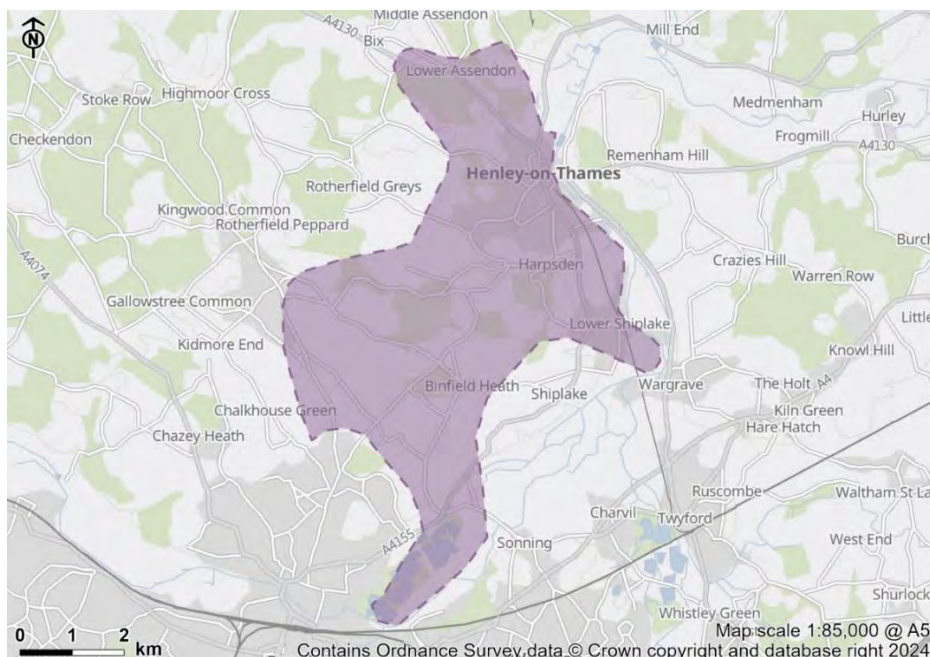 N
Middle Assendon
A4130
Bix
Mill End
Lower Assendon
Stoke Row
Highmoor Cross
Medmenham
Hurley
Checkendon
Frogmill
A4130
Remenham Hill
Henley-on-Thames
Rotherfield Greys
Kingwood Common
Rotherfield Peppard
Burch
A4074
Harpsden
Crazies Hill
Warren Row
Gallowstree Common
Lower Shiplake
Little
Kidmore End
Knowl Hill
Binfield Heath
Shiplake
Wargrave
The Holt
A4
Chalkhouse Green
Kiln Green
Chazey Heath
Hare Hatch
Ruscombe
Waltham St La
Charvil
Twyford
A4155
Sonning
West End
Shurlock
Whistley Green
0 1 2
km
Map scale 1:85,000 @ A5
Contains Ordnance Survey data © Crown copyright and database right 2024